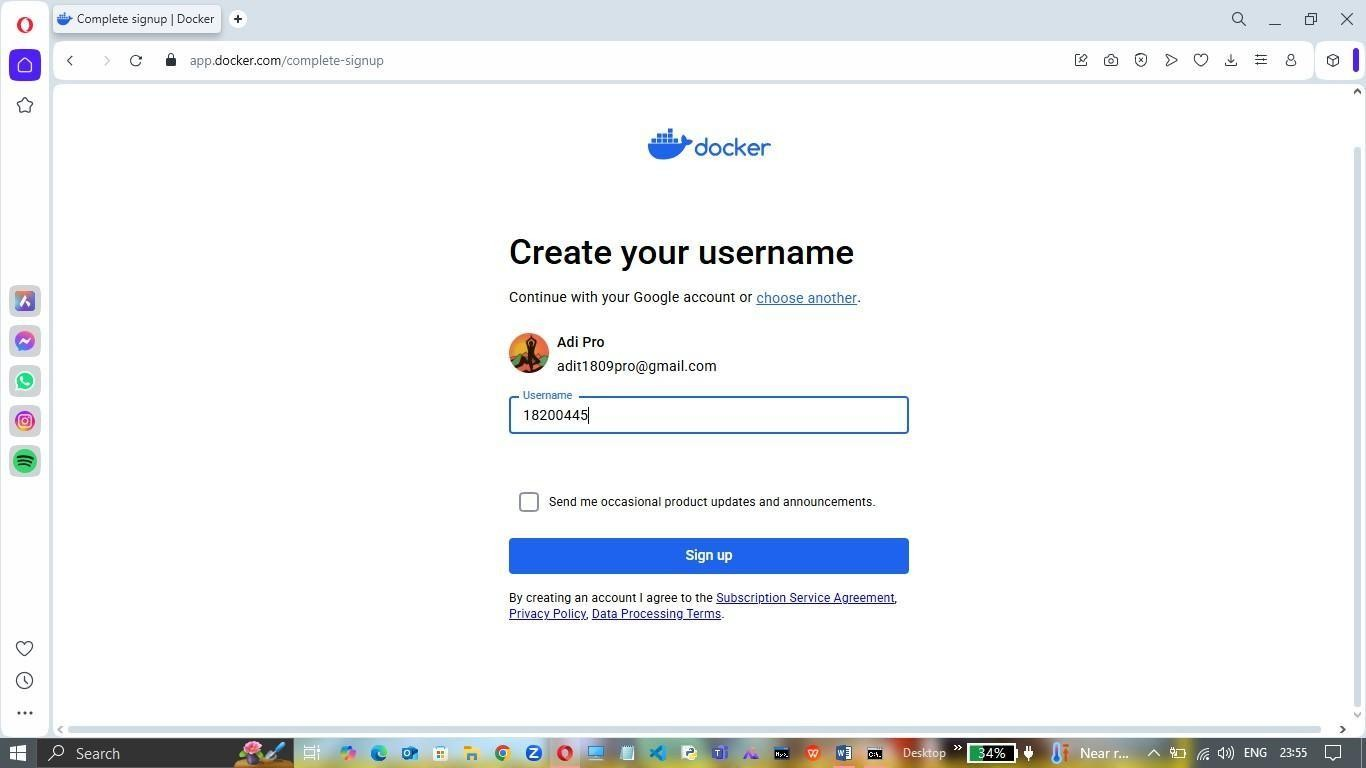 Complete signup | Docker
app.docker.com/complete-signup
docker
Create your username
Continue with your Google account or choose another.
Adi Pro
adit1809pro@gmail.com
Username
18200445
Send me occasional product updates and announcements.
Sign up
By creating an account I agree to the Subscription Service Agreement,
Privacy Policy, Data Processing Terms.
Search
Desktop
34%
Near r...
ENG
23:55